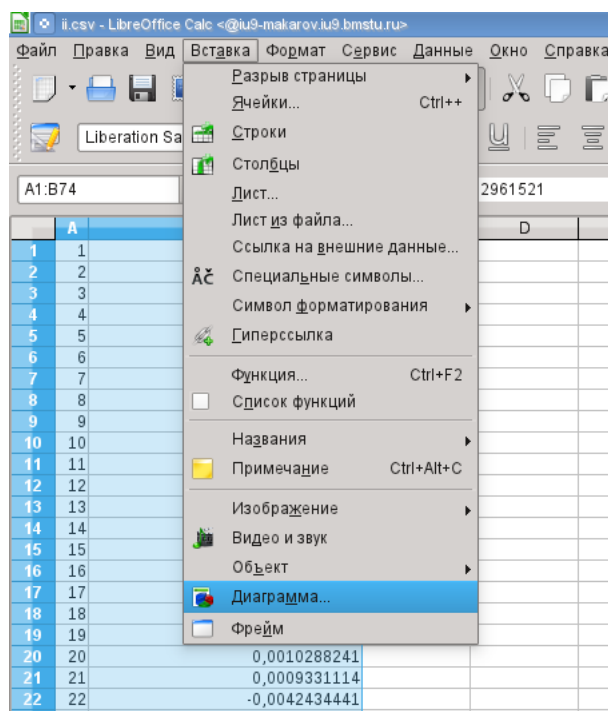 ii.csv - LibreOffice Calc <@iu9-makarov.iu9.bmstu.ru>
Файл Правка Вид Вставка Формат Сервис Данные Окно Справка
Разрыв страницы
Ячейки... Ctrl++
Строки
Liberation Sa
Столбцы
A1:B74
Лист...
2961521
Лист из файла...
A D
Ссылка на внешние данные...
1 1
2 2
Åč Специальные символы...
3 3
Символ форматирования
4 4
5 5
Гиперссылка
6 6
7 7
Функция... Ctrl+F2
8 8
Список функций
9 9
10 10
Названия
11 11
Примечание Ctrl+Alt+C
12 12
13 13
Изображение
14 14
Видео и звук
15 15
Объект
16 16
17 17
Диаграмма...
18 18
Фрейм
19 19
20 20 0,0010288241
21 21 0,0009331114
22 22 -0,0042434441